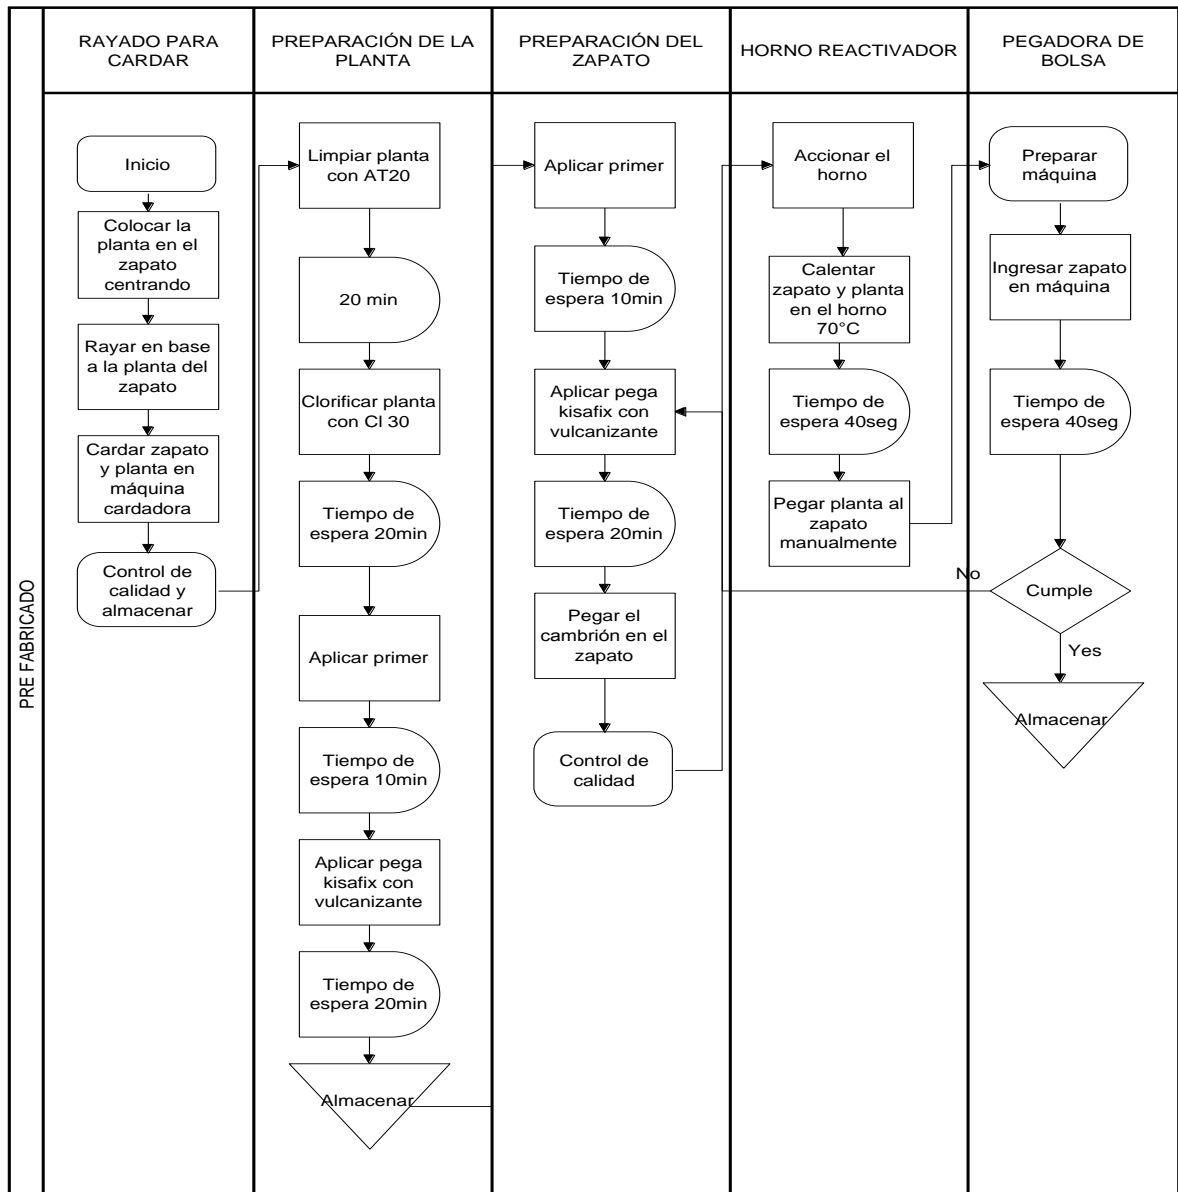 PRE FABRICADO
RAYADO PARA
CARDAR
PREPARACIÓN DE LA
PLANTA
PREPARACIÓN DEL
ZAPATO
HORNO REACTIVADOR
PEGADORA DE
BOLSA
Inicio
Colocar la
planta en el
zapato
centrando
Rayar en base
a la planta del
zapato
Cardar zapato
y planta en
máquina
cardadora
Control de
calidad y
almacenar
Limpiar planta
con AT20
20 min
Clorificar planta
con Cl 30
Tiempo de
espera 20min
Aplicar primer
Tiempo de
espera 10min
Aplicar pega
kisafix con
vulcanizante
Tiempo de
espera 20min
Almacenar
Aplicar primer
Tiempo de
espera 10min
Aplicar pega
kisafix con
vulcanizante
Tiempo de
espera 20min
Pegar el
cambrión en el
zapato
Control de
calidad
Accionar el
horno
Calentar
zapato y planta
en el horno
70°C
Tiempo de
espera 40seg
Pegar planta al
zapato
manualmente
Preparar
máquina
Ingresar zapato
en máquina
Tiempo de
espera 40seg
Cumple
No
Yes
Almacenar